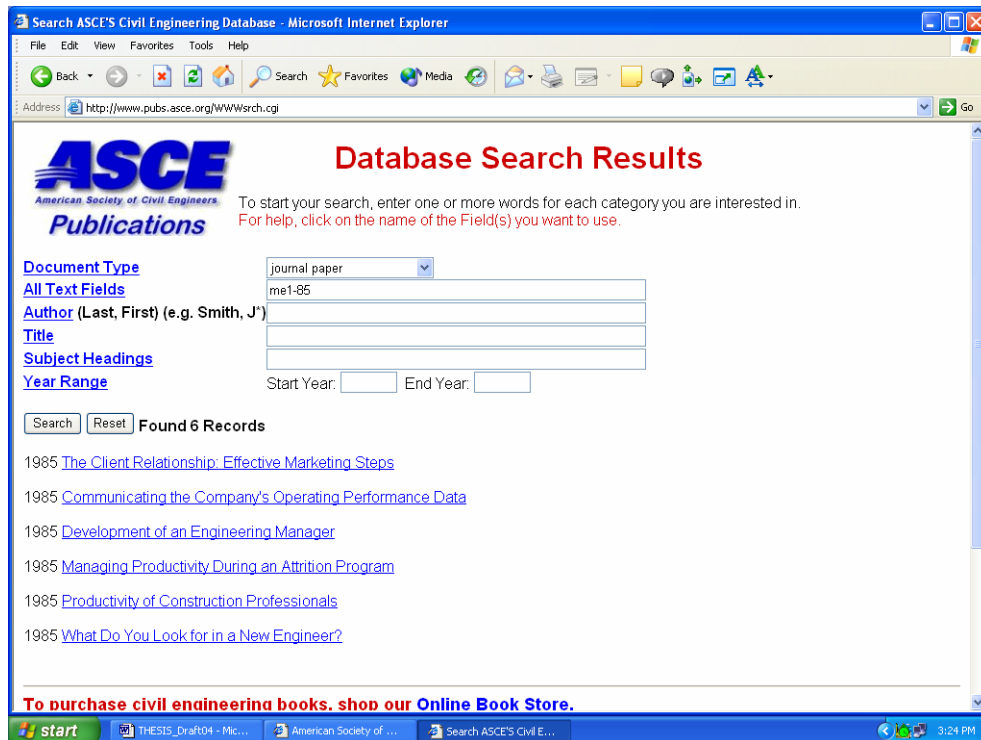 Search ASCE'S Civil Engineering Database - Microsoft Internet Explorer
File Edit View Favorites Tools Help
Back Search Favorites Media
Address http://www.pubs.asce.org/WWWsrch.cgi Go
ASCE
American Society of Civil Engineers
Publications
Database Search Results
To start your search, enter one or more words for each category you are interested in.
For help, click on the name of the Field(s) you want to use.
Document Type journal paper
All Text Fields me1-85
Author (Last, First) (e.g. Smith, J*)
Title
Subject Headings
Year Range Start Year: End Year:
Search Reset Found 6 Records
1985 The Client Relationship: Effective Marketing Steps
1985 Communicating the Company's Operating Performance Data
1985 Development of an Engineering Manager
1985 Managing Productivity During an Attrition Program
1985 Productivity of Construction Professionals
1985 What Do You Look for in a New Engineer?
To purchase civil engineering books, shop our Online Book Store.
start THESIS_Draft04 - Mic... American Society of ... Search ASCE'S Civil E... 3:24 PM